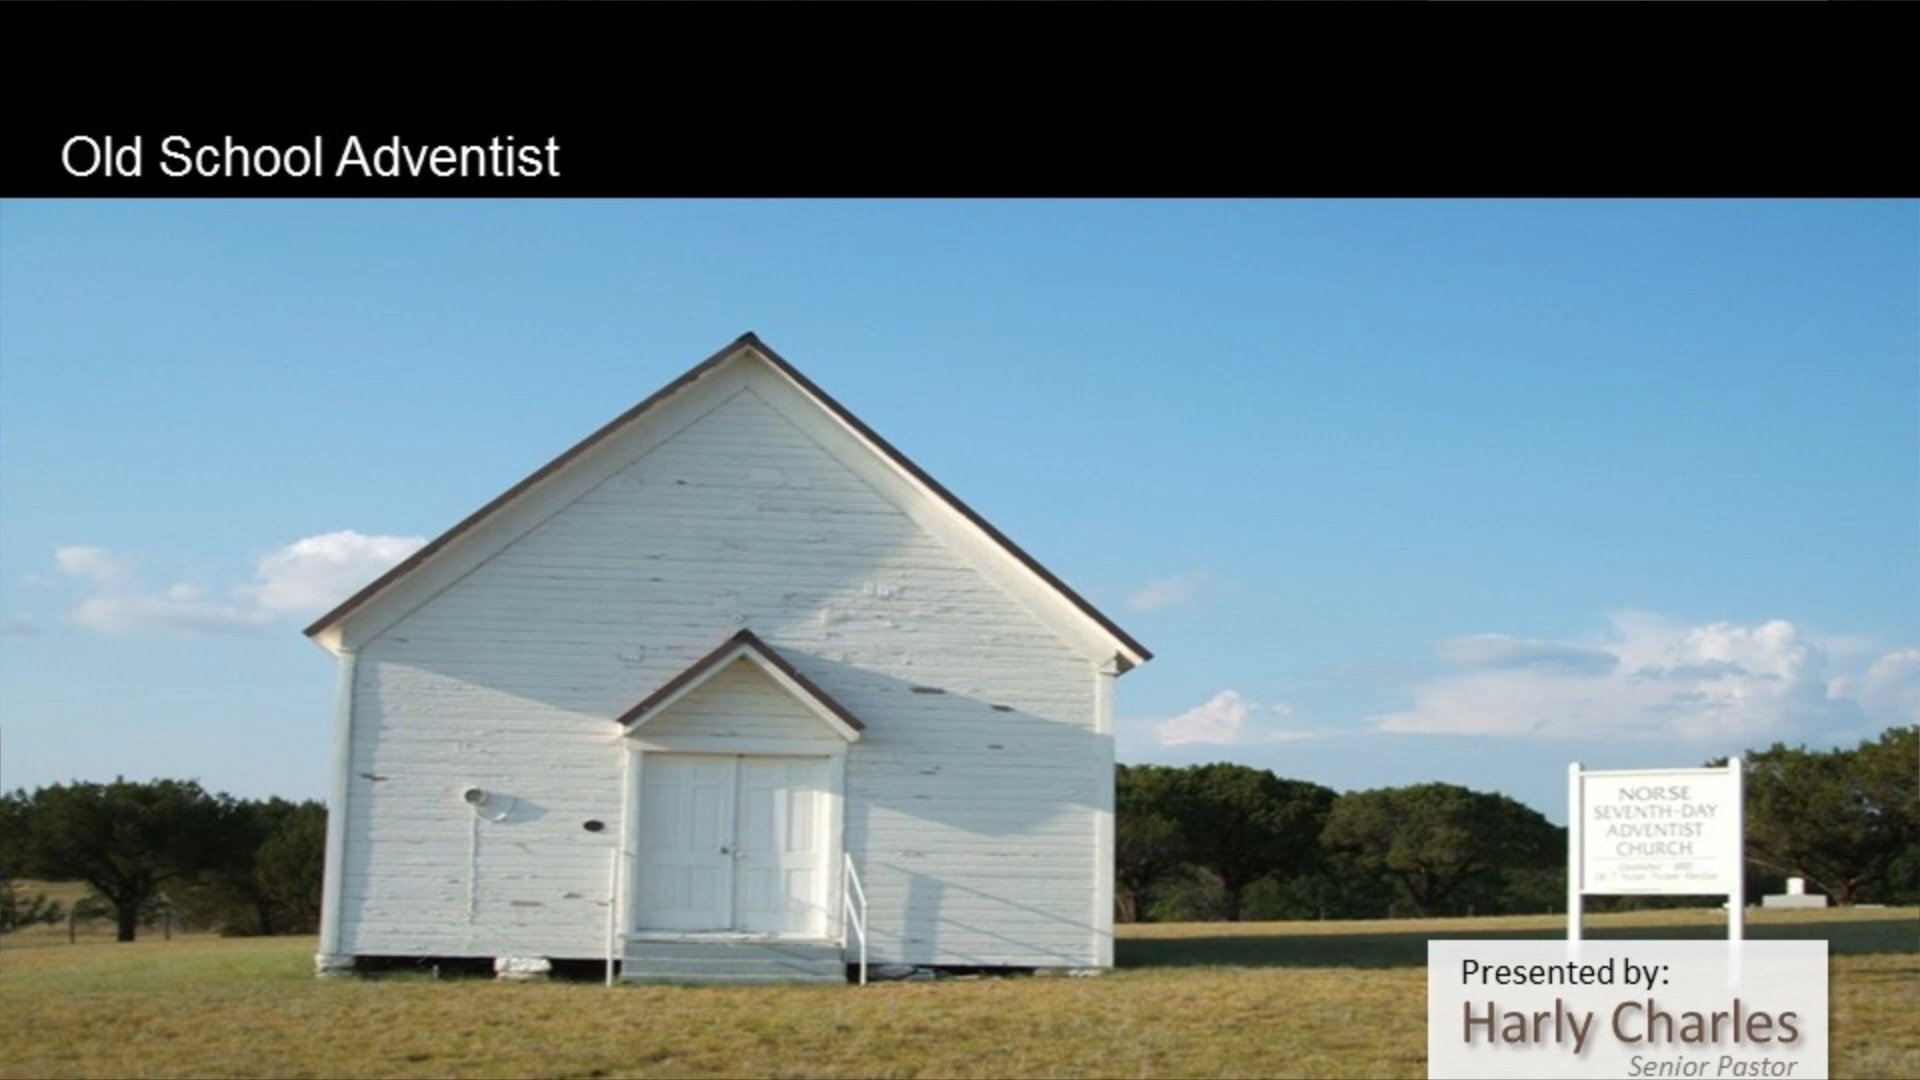 Old School Adventist
NORSE
SEVENTH-DAY
ADVENTIST
CHURCH
Presented by:
Harly Charles
Senior Pastor